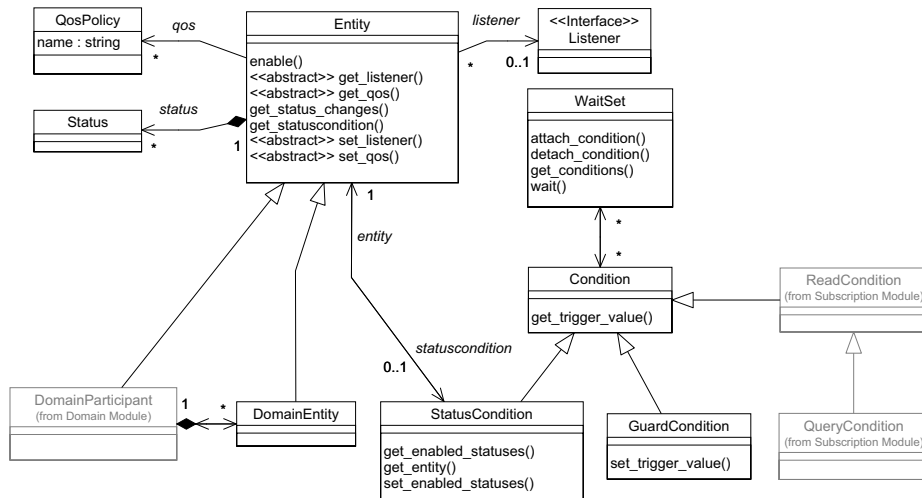 QosPolicy
name : string
qos
*
Entity
enable()
<<abstract>> get_listener()
<<abstract>> get_qos()
get_status_changes()
get_statuscondition()
<<abstract>> set_listener()
<<abstract>> set_qos()
listener
*
0..1
<<Interface>>
Listener
Status
status
*
1
WaitSet
attach_condition()
detach_condition()
get_conditions()
wait()
1
entity
*
*
Condition
get_trigger_value()
ReadCondition
(from Subscription Module)
statuscondition
0..1
DomainParticipant
(from Domain Module)
1
*
DomainEntity
StatusCondition
get_enabled_statuses()
get_entity()
set_enabled_statuses()
GuardCondition
set_trigger_value()
QueryCondition
(from Subscription Module)